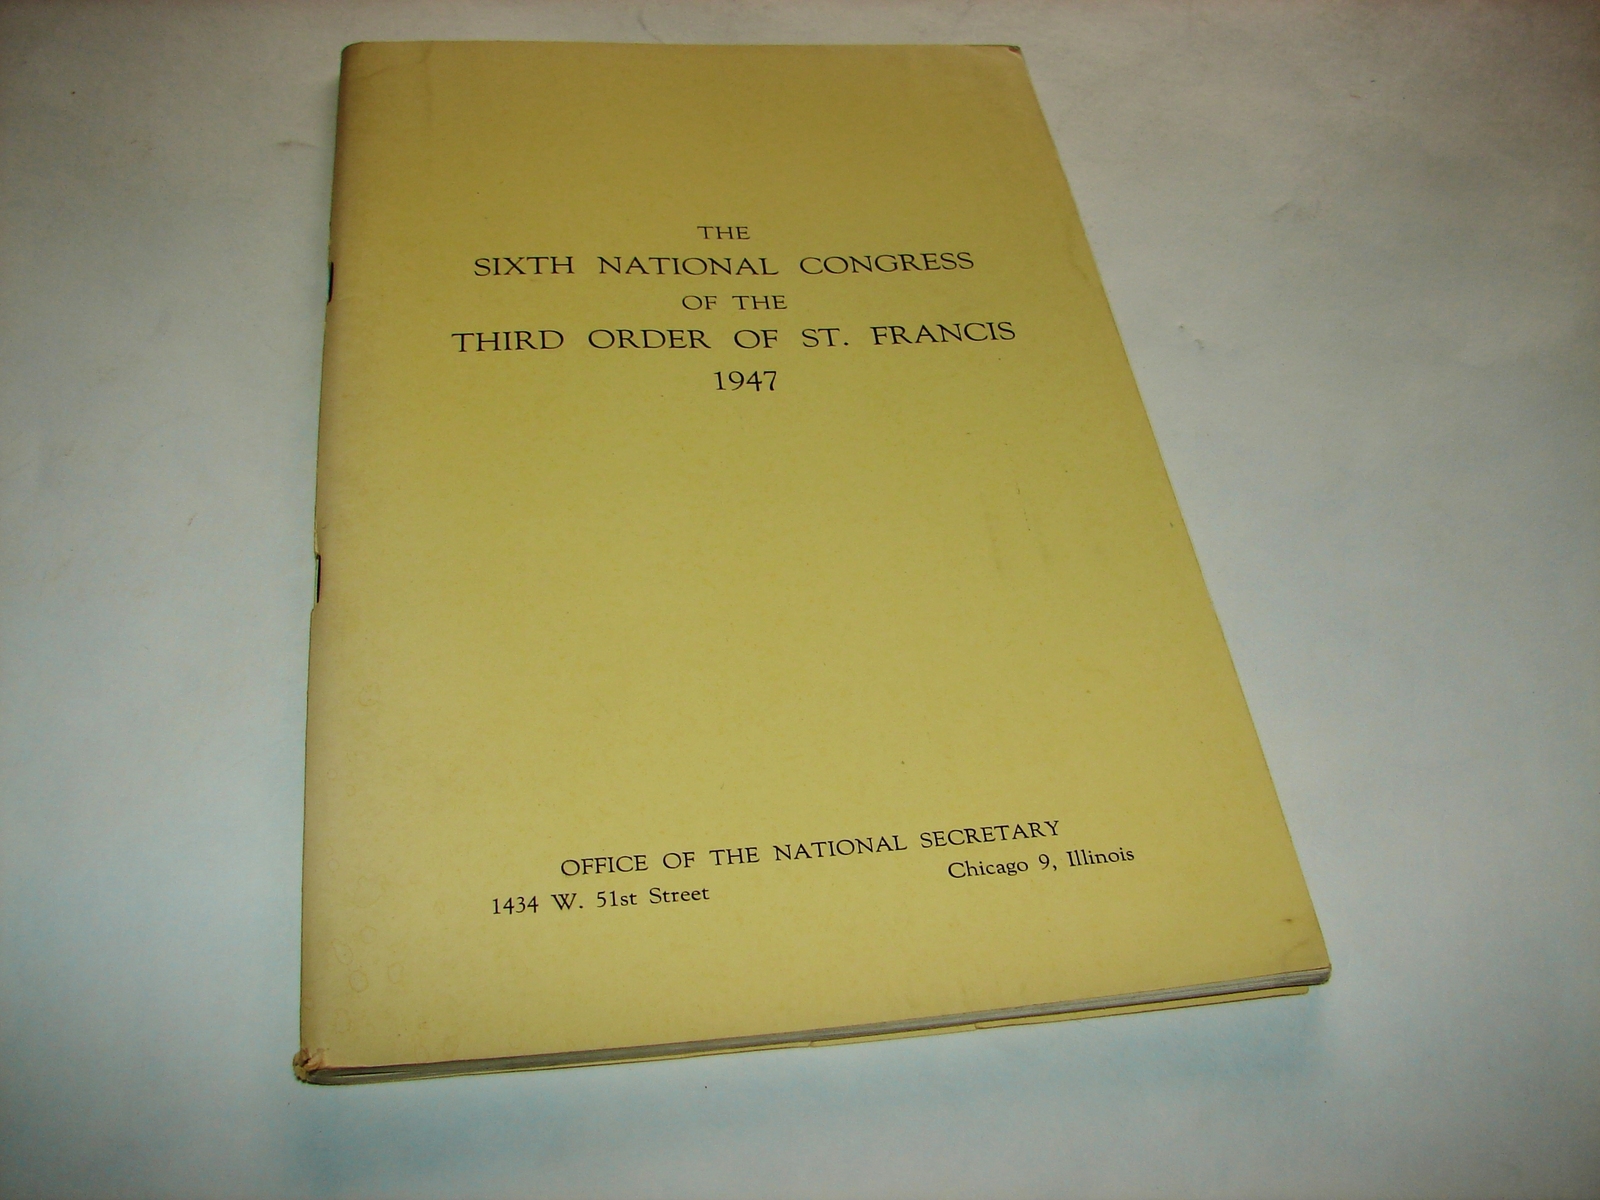 THE
SIXTH NATIONAL CONGRESS
OF THE
THIRD ORDER OF ST. FRANCIS
1947
OFFICE OF THE NATIONAL SECRETARY
1434 W. 51st Street Chicago 9, Illinois